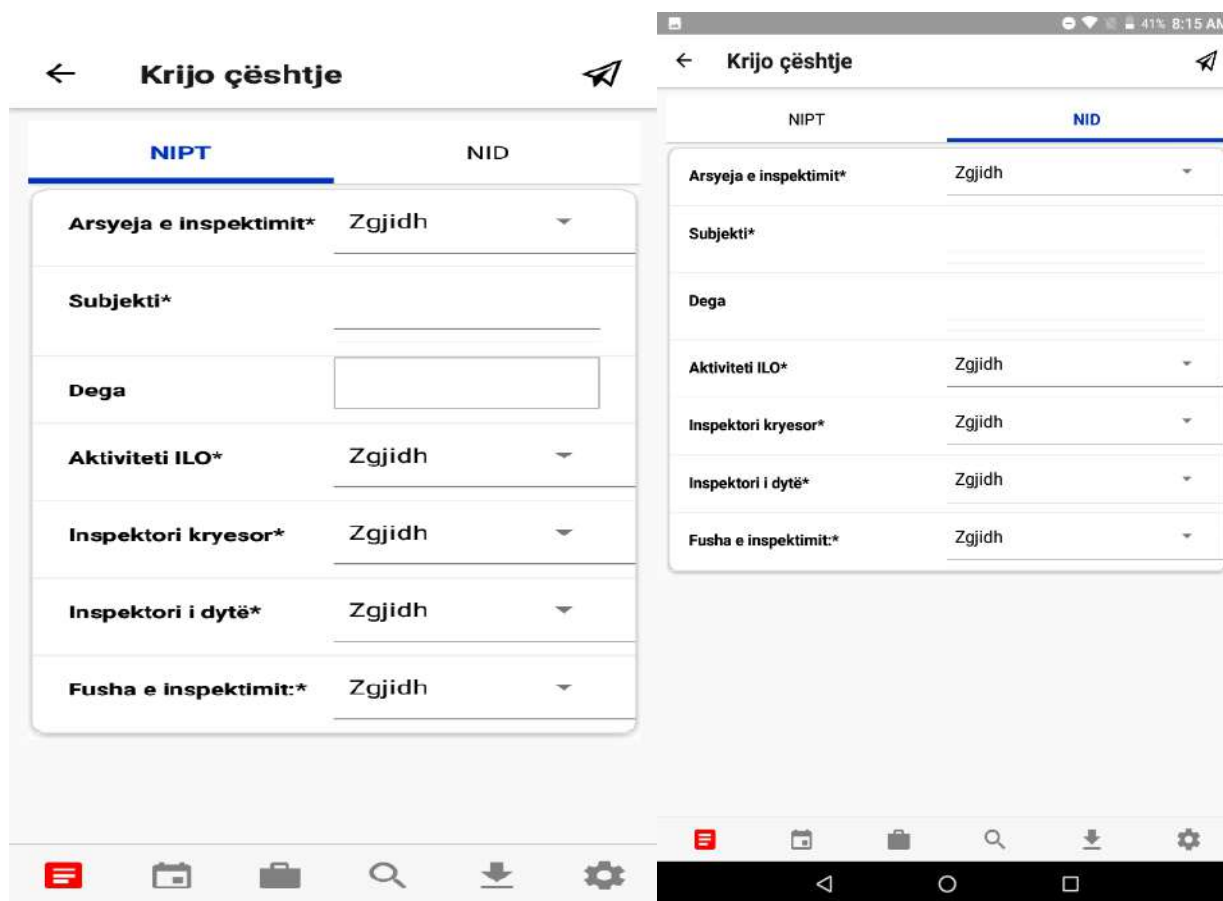 Krijo çështje
NIPT NID
Arsyeja e inspektimit* Zgjidh
Subjekti*
Dega
Aktiviteti ILO* Zgjidh
Inspektori kryesor* Zgjidh
Inspektori i dytë* Zgjidh
Fusha e inspektimit:* Zgjidh
41% 8:15 AM
Krijo çështje
NIPT NID
Arsyeja e inspektimit* Zgjidh
Subjekti*
Dega
Aktiviteti ILO* Zgjidh
Inspektori kryesor* Zgjidh
Inspektori i dytë* Zgjidh
Fusha e inspektimit:* Zgjidh